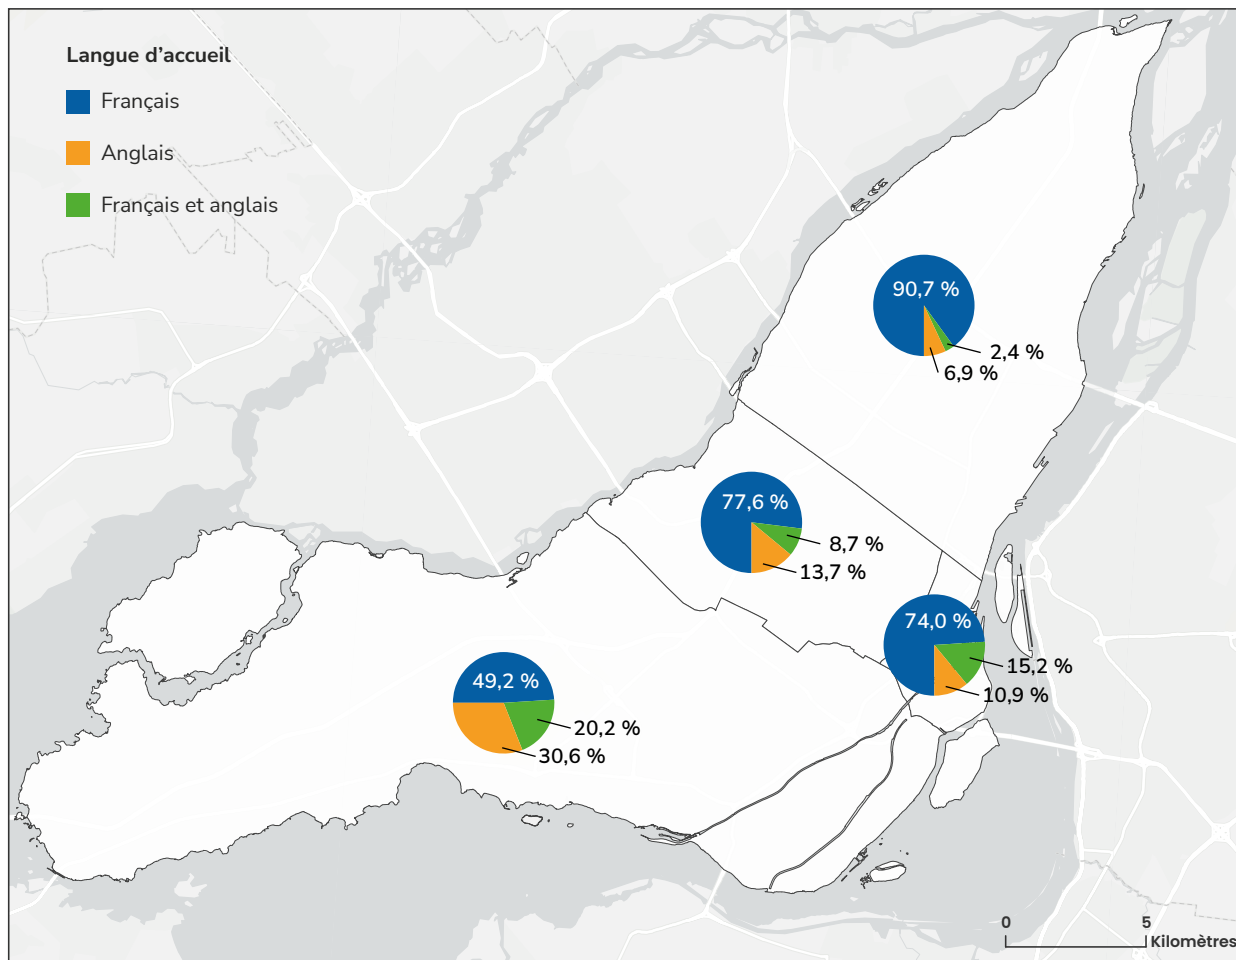 Langue d’accueil
Français
Anglais
Français et anglais
90,7 %
2,4 %
6,9 %
77,6 %
8,7 %
13,7 %
74,0 %
15,2 %
10,9 %
49,2 %
20,2 %
30,6 %
0 5
Kilomètres